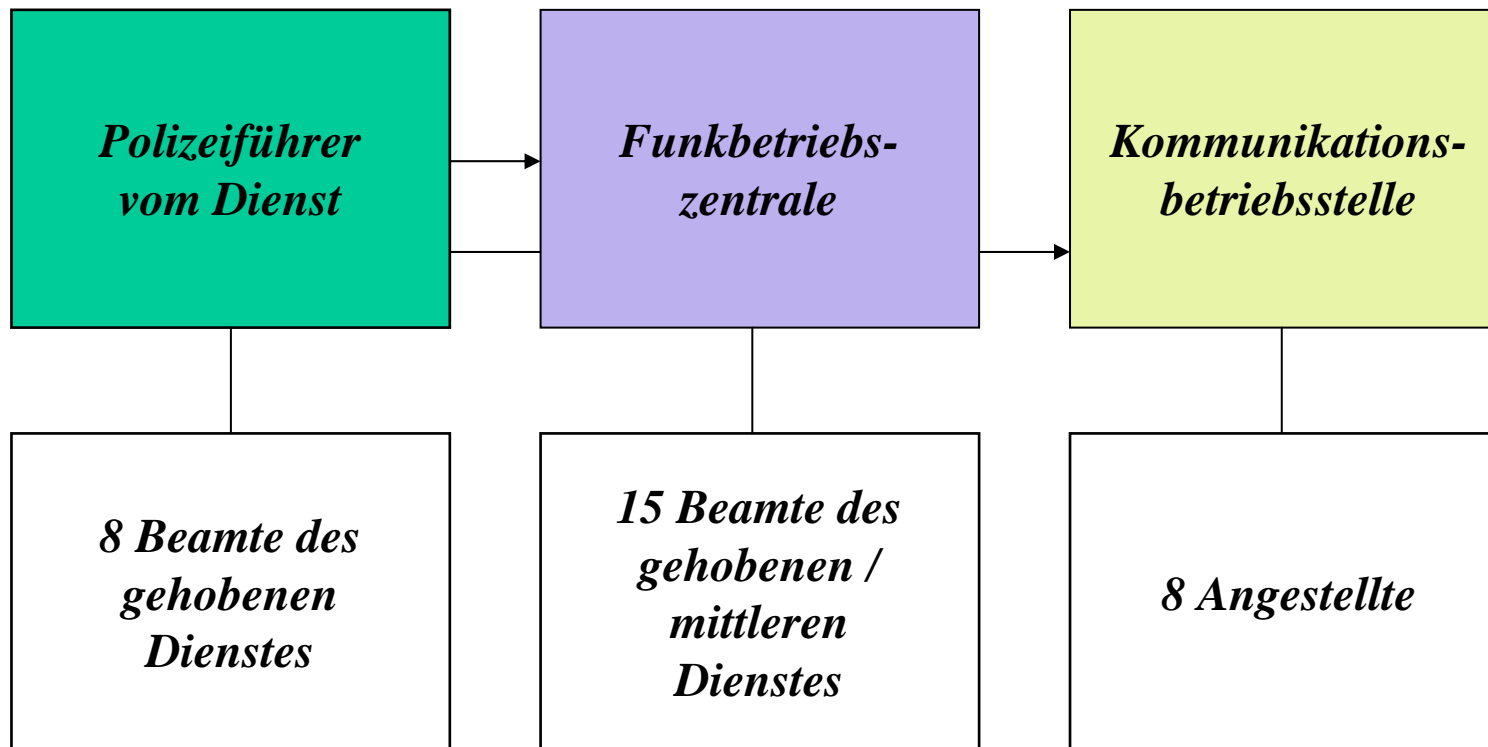 Polizeiführer
vom Dienst
Funkbetriebs-
zentrale
Kommunikations-
betriebsstelle
8 Beamte des
gehobenen
Dienstes
15 Beamte des
gehobenen /
mittleren
Dienstes
8 Angestellte